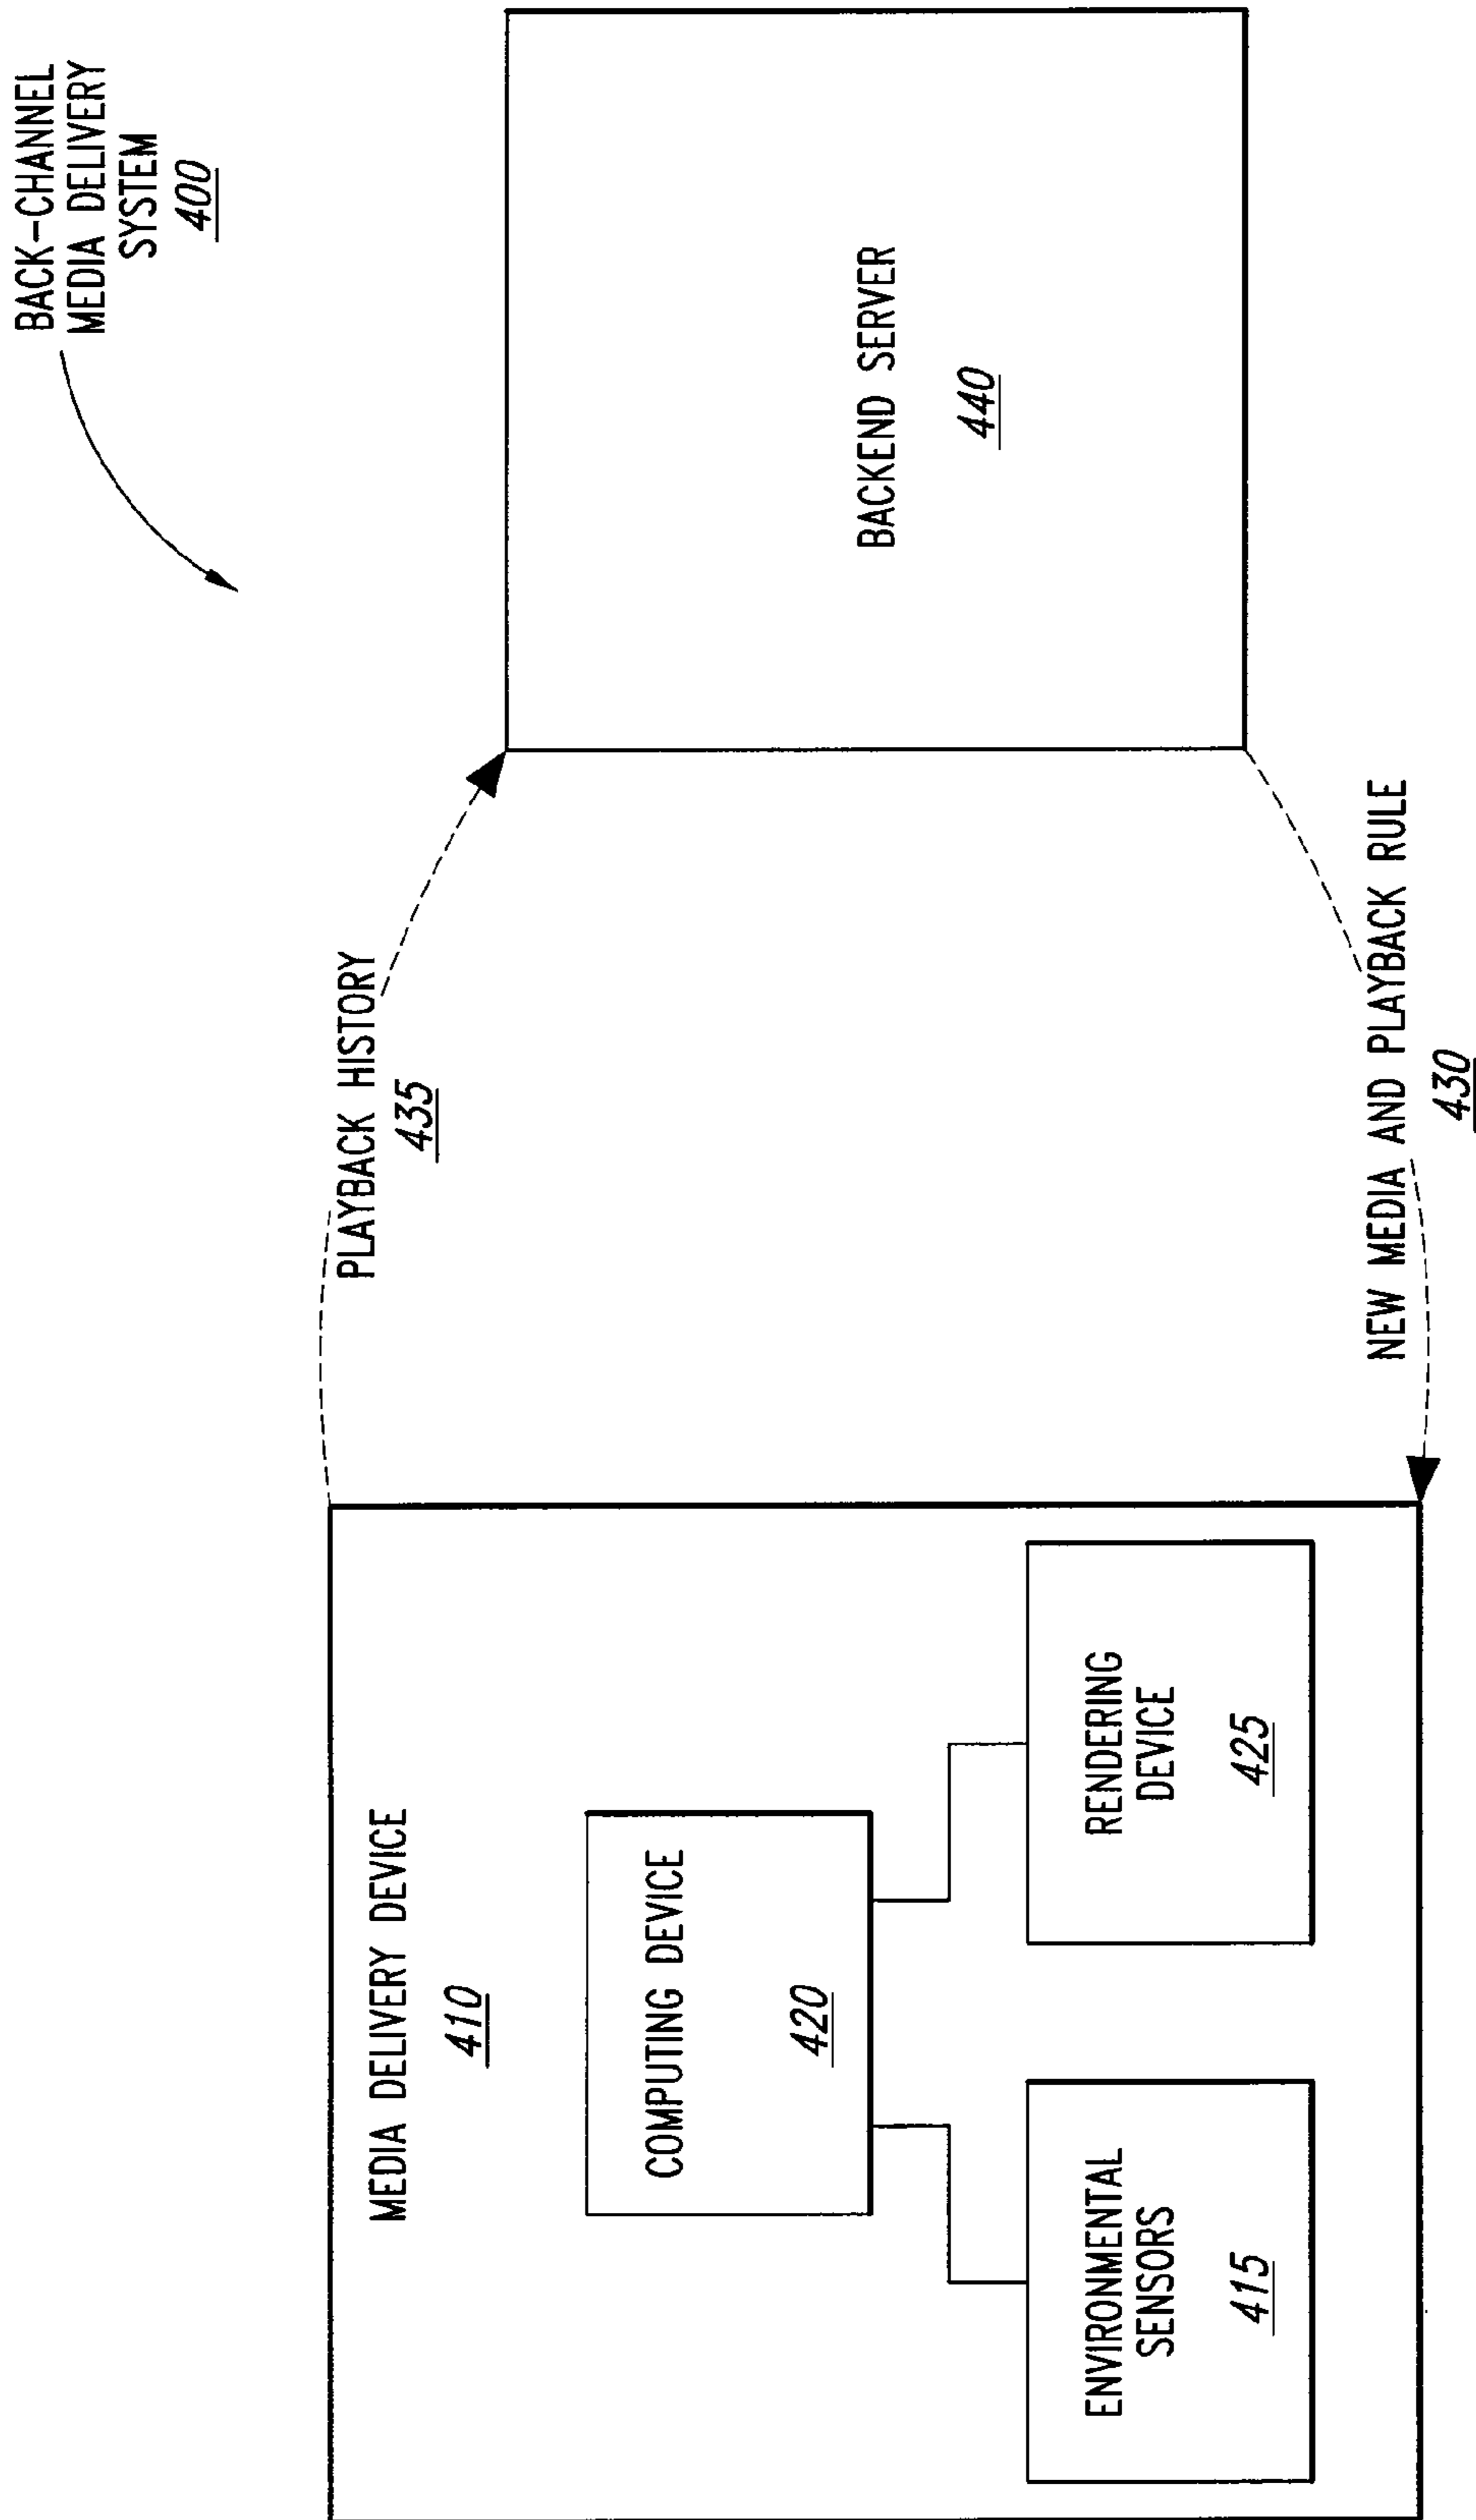 BACK-CHANNEL
MEDIA DELIVERY
SYSTEM
400
MEDIA DELIVERY DEVICE
410
COMPUTING DEVICE
420
ENVIRONMENTAL
SENSORS
415
RENDERING
DEVICE
425
PLAYBACK HISTORY
435
NEW MEDIA AND PLAYBACK RULE
430
BACKEND SERVER
440